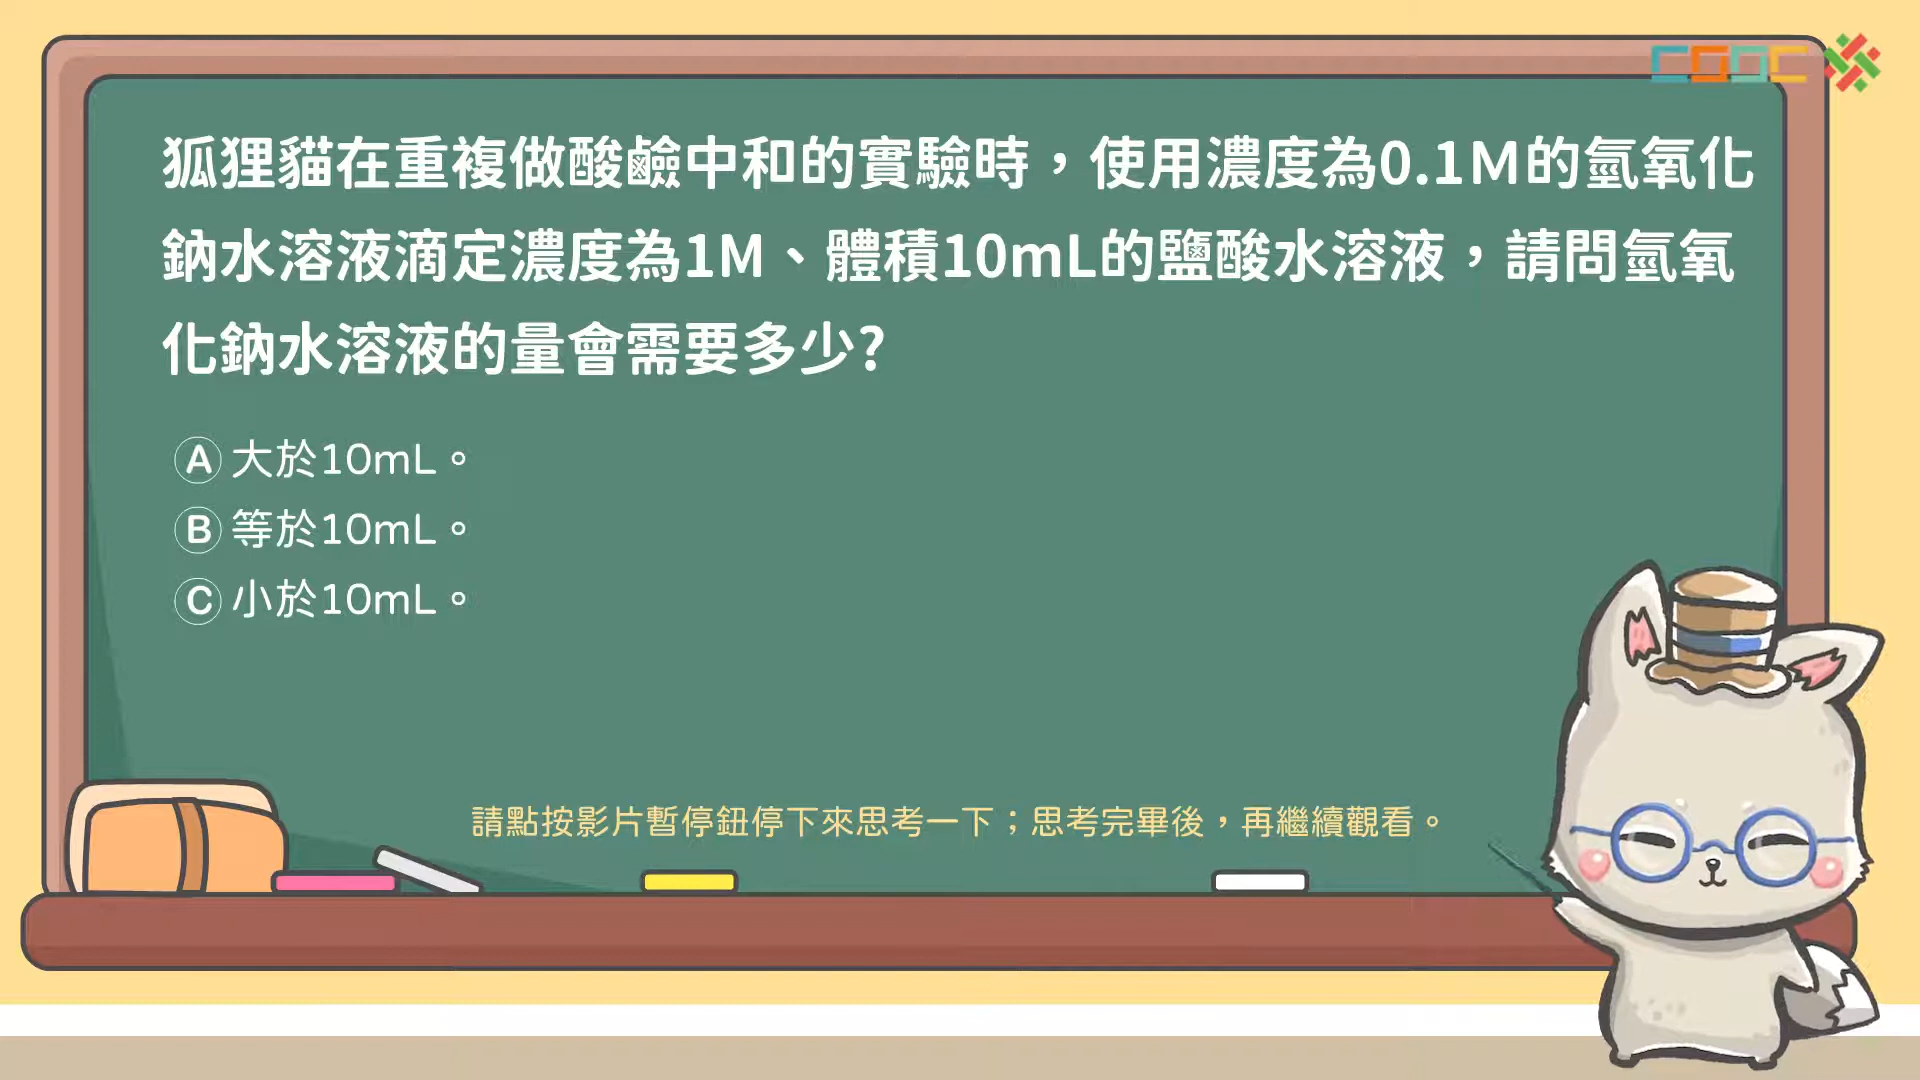 狐狸貓在重複做酸鹼中和的實驗時，使用濃度為0.1M的氫氧化
鈉水溶液滴定濃度為1M、體積10mL的鹽酸水溶液，請問氫氧
化鈉水溶液的量會需要多少?
Ⓐ 大於10mL。
Ⓑ 等於10mL。
Ⓒ 小於10mL。
請點按影片暫停鈕停下來思考一下；思考完畢後，再繼續觀看。